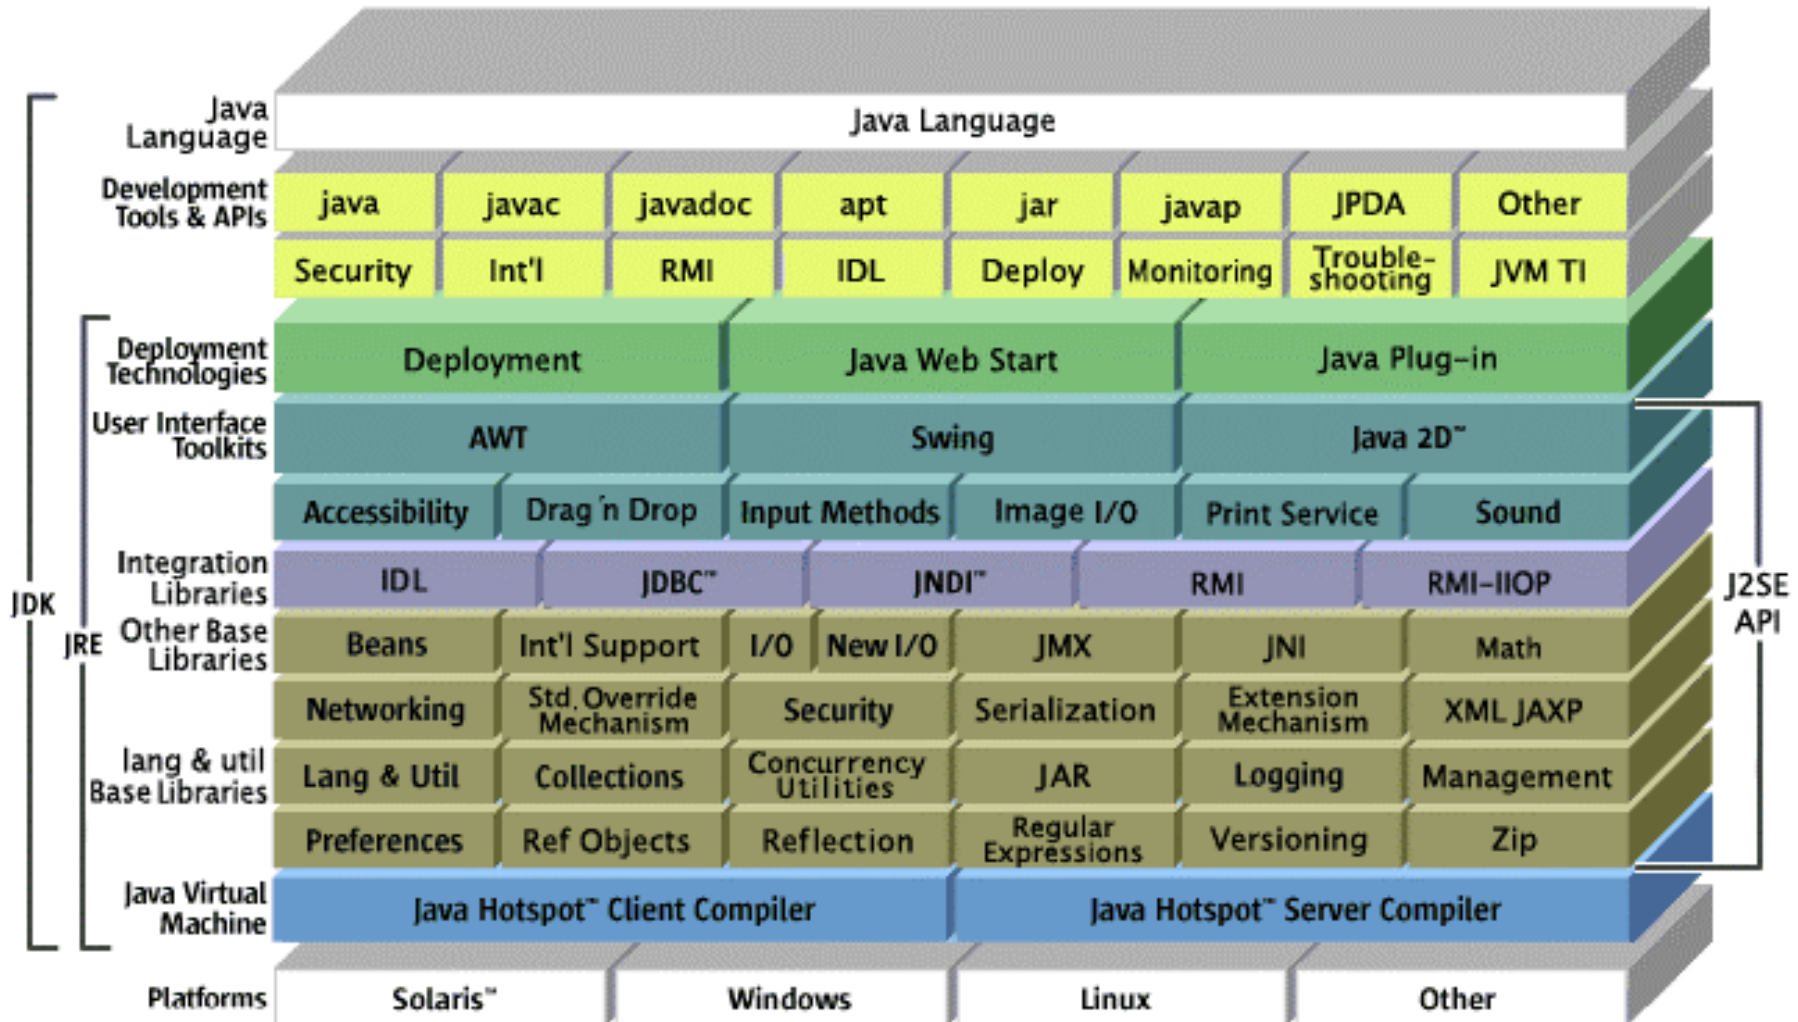 Java Language
Java Language
Development Tools & APIs
java javac javadoc apt jar javap JPDA Other
Security Int'l RMI IDL Deploy Monitoring Trouble-shooting JVM TI
Deployment Technologies
Deployment Java Web Start Java Plug-in
User Interface Toolkits
AWT Swing Java 2D™
Accessibility Drag 'n Drop Input Methods Image I/O Print Service Sound
Integration Libraries
IDL JDBC™ JNDI™ RMI RMI-IIOP
JDK
JRE
J2SE API
Other Base Libraries
Beans Int'l Support I/O New I/O JMX JNI Math
Networking Std. Override Mechanism Security Serialization Extension Mechanism XML JAXP
lang & util Base Libraries
Lang & Util Collections Concurrency Utilities JAR Logging Management
Preferences Ref Objects Reflection Regular Expressions Versioning Zip
Java Virtual Machine
Java Hotspot™ Client Compiler Java Hotspot™ Server Compiler
Platforms
Solaris™ Windows Linux Other